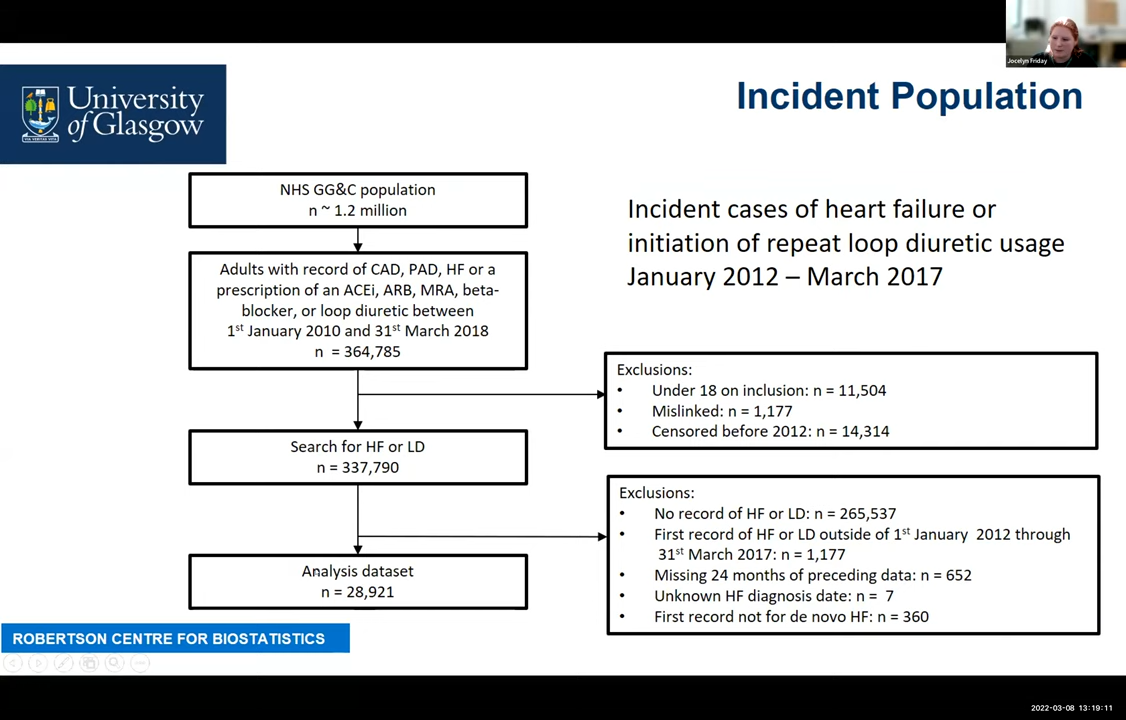 Jocelyn Friday
University
of Glasgow
Incident Population
NHS GG&C population
n ~ 1.2 million
Adults with record of CAD, PAD, HF or a
prescription of an ACEi, ARB, MRA, beta-
blocker, or loop diuretic between
1st January 2010 and 31st March 2018
n = 364,785
Search for HF or LD
n = 337,790
Analysis dataset
n = 28,921
Incident cases of heart failure or
initiation of repeat loop diuretic usage
January 2012 – March 2017
Exclusions:
• Under 18 on inclusion: n = 11,504
• Mislinked: n = 1,177
• Censored before 2012: n = 14,314
Exclusions:
• No record of HF or LD: n = 265,537
• First record of HF or LD outside of 1st January 2012 through
31st March 2017: n = 1,177
• Missing 24 months of preceding data: n = 652
• Unknown HF diagnosis date: n = 7
• First record not for de novo HF: n = 360
ROBERTSON CENTRE FOR BIOSTATISTICS
2022-03-08 13:19:11